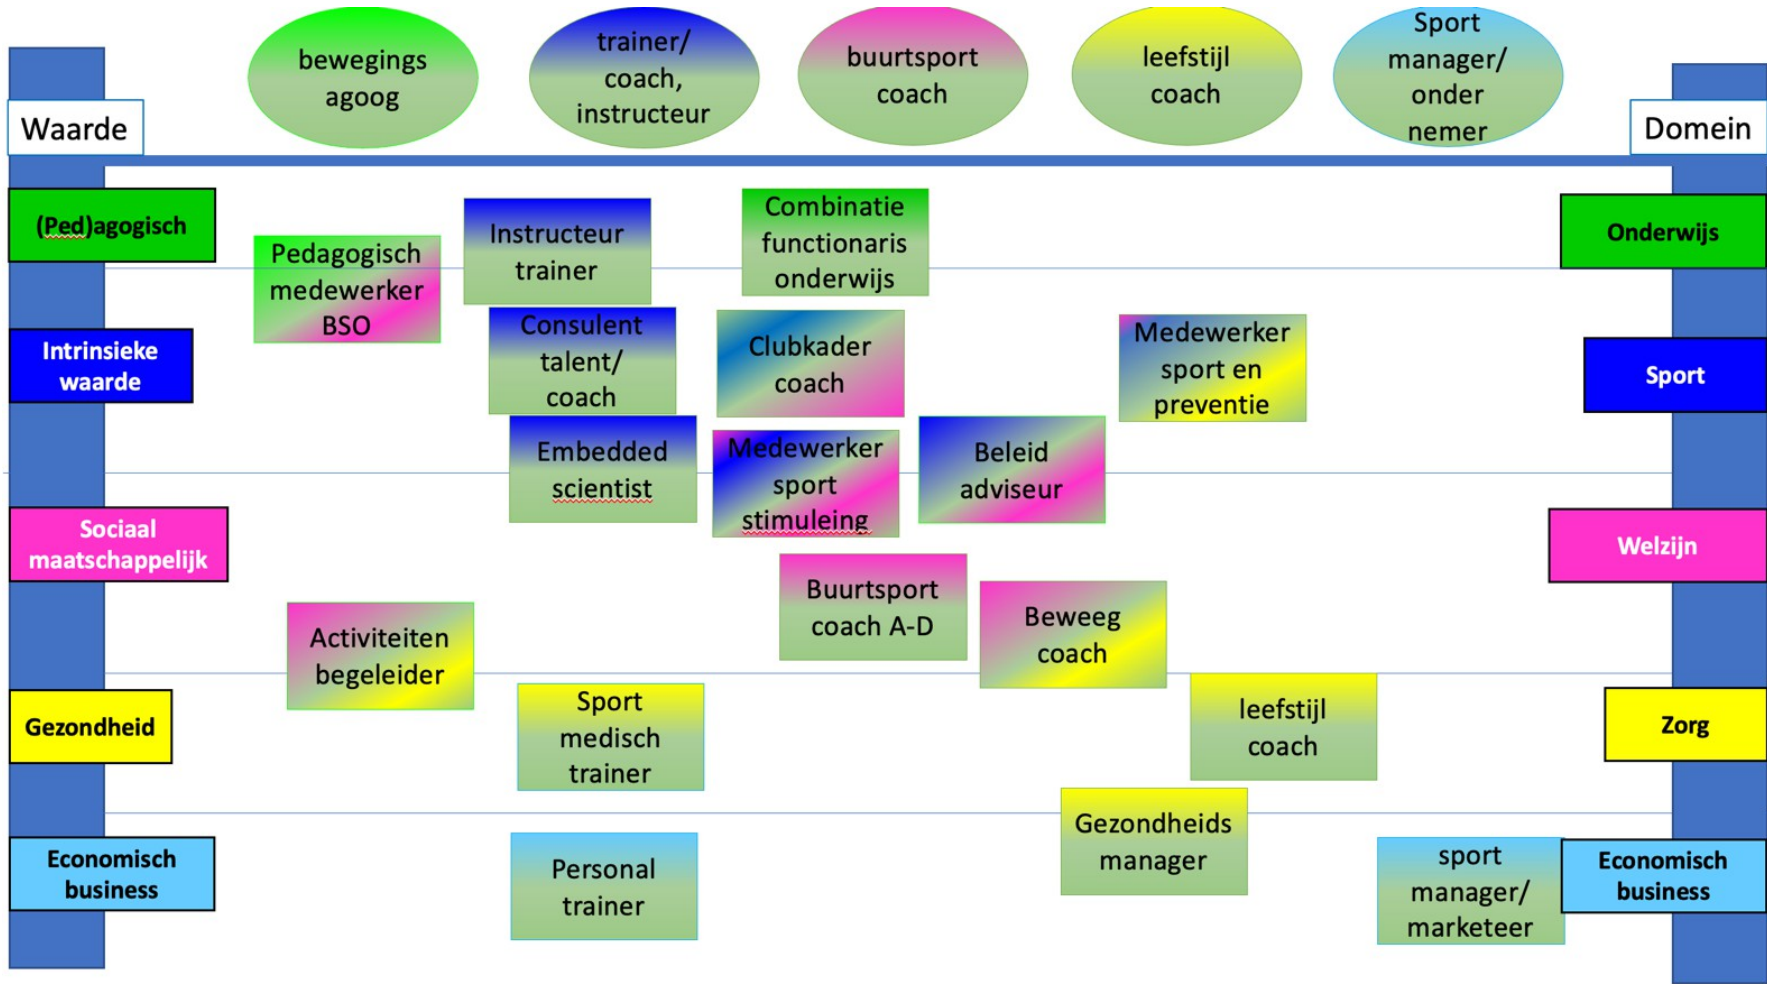 bewegings
agoog
trainer/
coach,
instructeur
buurtsport
coach
leefstijl
coach
Sport
manager/
onder
nemer
Waarde
Domein
(Ped)agogisch
Pedagogisch
medewerker
BSO
Instructeur
trainer
Combinatie
functionaris
onderwijs
Onderwijs
Intrinsieke
waarde
Consulent
talent/
coach
Clubkader
coach
Medewerker
sport en
preventie
Sport
Embedded
scientist
Medewerker
sport
stimuleing
Beleid
adviseur
Sociaal
maatschappelijk
Buurtsport
coach A-D
Beweeg
coach
Welzijn
Activiteiten
begeleider
Gezondheid
Sport
medisch
trainer
leefstijl
coach
Zorg
Gezondheids
manager
Economisch
business
Personal
trainer
sport
manager/
marketeer
Economisch
business